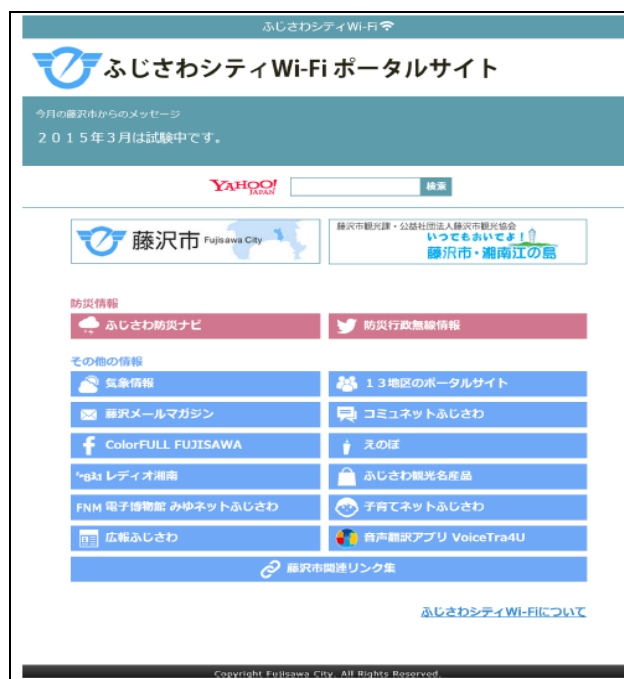 ふじさわシティWi-Fi
ふじさわシティWi-Fi ポータルサイト
今月の藤沢市からのメッセージ
２０１５年３月は試験中です。
YAHOO! JAPAN 検索
藤沢市 Fujisawa City
藤沢市観光課・公益社団法人藤沢市観光協会
いつでもおいでよ！
藤沢市・湘南江の島
防災情報
ふじさわ防災ナビ 防災行政無線情報
その他の情報
気象情報 １３地区のポータルサイト
藤沢メールマガジン コミュネットふじさわ
ColorFULL FUJISAWA えのぽ
83.1 レディオ湘南 ふじさわ観光名産品
FNM 電子博物館 みゆネットふじさわ 子育てネットふじさわ
広報ふじさわ 音声翻訳アプリ VoiceTra4U
藤沢市関連リンク集
ふじさわシティWi-Fiについて
Copyright Fujisawa City. All Rights Reserved.